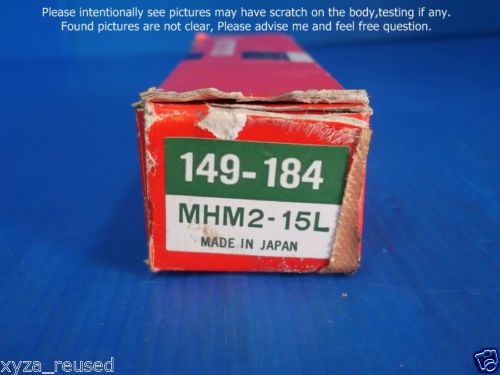 Please intentionally see pictures may have scratch on the body,testing if any.
Found pictures are not clear, Please advise me and feel free question.
149-184
MHM2-15L
MADE IN JAPAN
xyza_reused
ebay